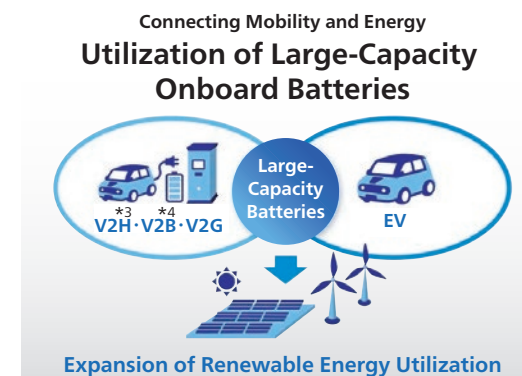 Connecting Mobility and Energy
Utilization of Large-Capacity
Onboard Batteries
Large-
Capacity
Batteries
*3 *4
V2H·V2B·V2G
EV
Expansion of Renewable Energy Utilization